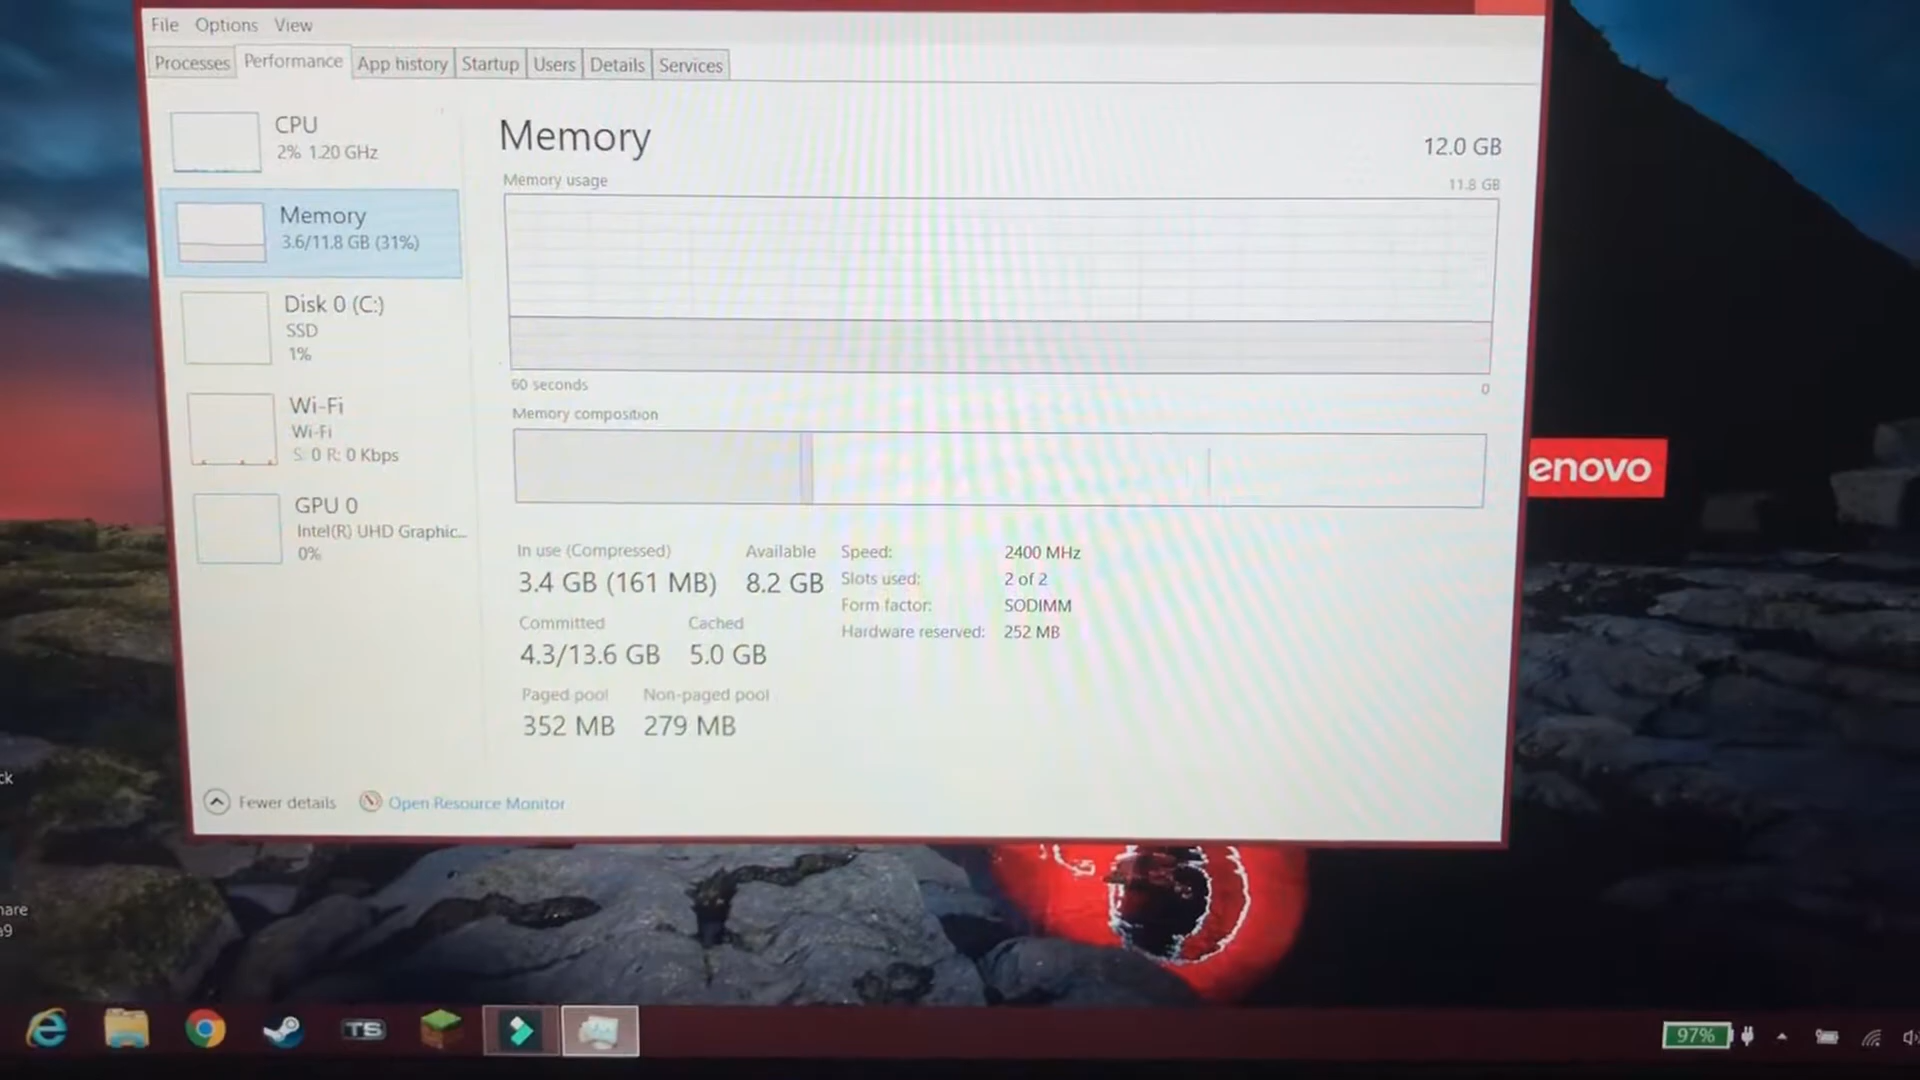 File Options View
Processes Performance App history Startup Users Details Services
CPU
2% 1.20 GHz
Memory
3.6/11.8 GB (31%)
Disk 0 (C:)
SSD
1%
Wi-Fi
Wi-Fi
S: 0 R: 0 Kbps
GPU 0
Intel(R) UHD Graphic...
0%
Memory 12.0 GB
Memory usage 11.8 GB
60 seconds 0
Memory composition
In use (Compressed) Available
3.4 GB (161 MB) 8.2 GB
Committed Cached
4.3/13.6 GB 5.0 GB
Paged pool Non-paged pool
352 MB 279 MB
Speed: 2400 MHz
Slots used: 2 of 2
Form factor: SODIMM
Hardware reserved: 252 MB
Fewer details Open Resource Monitor
enovo
ck
hare
a9
TS
97%